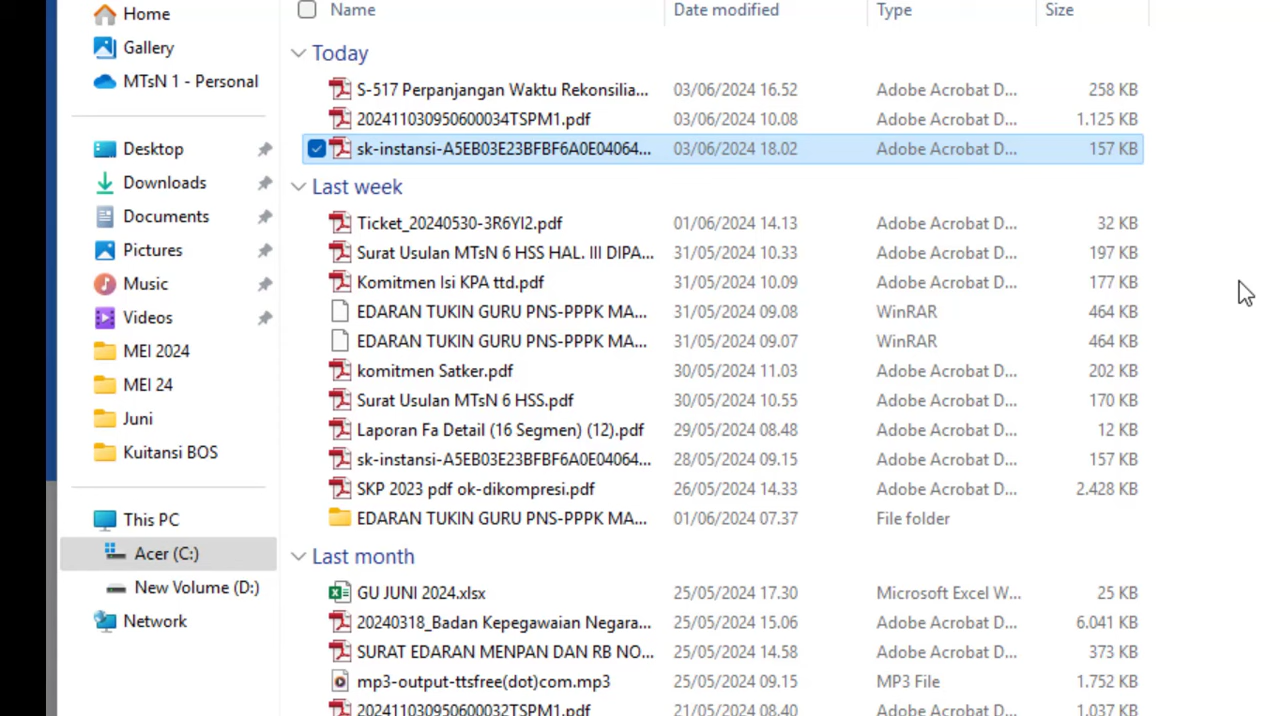 Home
Gallery
MTsN 1 - Personal
Desktop
Downloads
Documents
Pictures
Music
Videos
MEI 2024
MEI 24
Juni
Kuitansi BOS
This PC
Acer (C:)
New Volume (D:)
Network
Name Date modified Type Size
Today
S-517 Perpanjangan Waktu Rekonsilia... 03/06/2024 16.52 Adobe Acrobat D... 258 KB
202411030950600034TSPM1.pdf 03/06/2024 10.08 Adobe Acrobat D... 1.125 KB
sk-instansi-A5EB03E23BFBF6A0E04064... 03/06/2024 18.02 Adobe Acrobat D... 157 KB
Last week
Ticket_20240530-3R6YI2.pdf 01/06/2024 14.13 Adobe Acrobat D... 32 KB
Surat Usulan MTsN 6 HSS HAL. III DIPA... 31/05/2024 10.33 Adobe Acrobat D... 197 KB
Komitmen Isi KPA ttd.pdf 31/05/2024 10.09 Adobe Acrobat D... 177 KB
EDARAN TUKIN GURU PNS-PPPK MA... 31/05/2024 09.08 WinRAR 464 KB
EDARAN TUKIN GURU PNS-PPPK MA... 31/05/2024 09.07 WinRAR 464 KB
komitmen Satker.pdf 30/05/2024 11.03 Adobe Acrobat D... 202 KB
Surat Usulan MTsN 6 HSS.pdf 30/05/2024 10.55 Adobe Acrobat D... 170 KB
Laporan Fa Detail (16 Segmen) (12).pdf 29/05/2024 08.48 Adobe Acrobat D... 12 KB
sk-instansi-A5EB03E23BFBF6A0E04064... 28/05/2024 09.15 Adobe Acrobat D... 157 KB
SKP 2023 pdf ok-dikompresi.pdf 26/05/2024 14.33 Adobe Acrobat D... 2.428 KB
EDARAN TUKIN GURU PNS-PPPK MA... 01/06/2024 07.37 File folder
Last month
GU JUNI 2024.xlsx 25/05/2024 17.30 Microsoft Excel W... 25 KB
20240318_Badan Kepegawaian Negara... 25/05/2024 15.06 Adobe Acrobat D... 6.041 KB
SURAT EDARAN MENPAN DAN RB NO... 25/05/2024 14.58 Adobe Acrobat D... 373 KB
mp3-output-ttsfree(dot)com.mp3 25/05/2024 09.15 MP3 File 1.752 KB
202411030950600032TSPM1.pdf 21/05/2024 08.40 Adobe Acrobat D... 1.037 KB